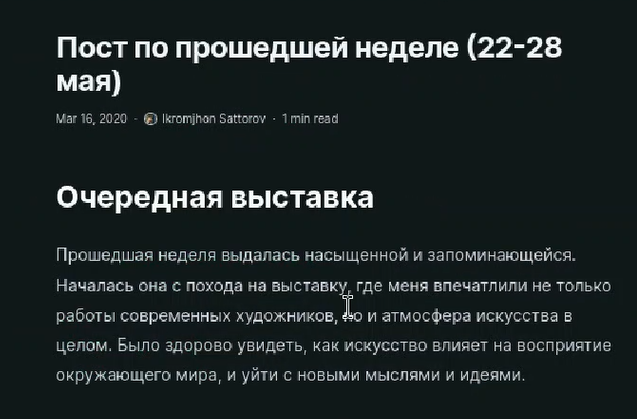 Пост по прошедшей неделе (22-28
мая)
Mar 16, 2020 · Ikromjhon Sattorov · 1 min read
Очередная выставка
Прошедшая неделя выдалась насыщенной и запоминающейся.
Началась она с похода на выставку, где меня впечатлили не только
работы современных художников, но и атмосфера искусства в
целом. Было здорово увидеть, как искусство влияет на восприятие
окружающего мира, и уйти с новыми мыслями и идеями.